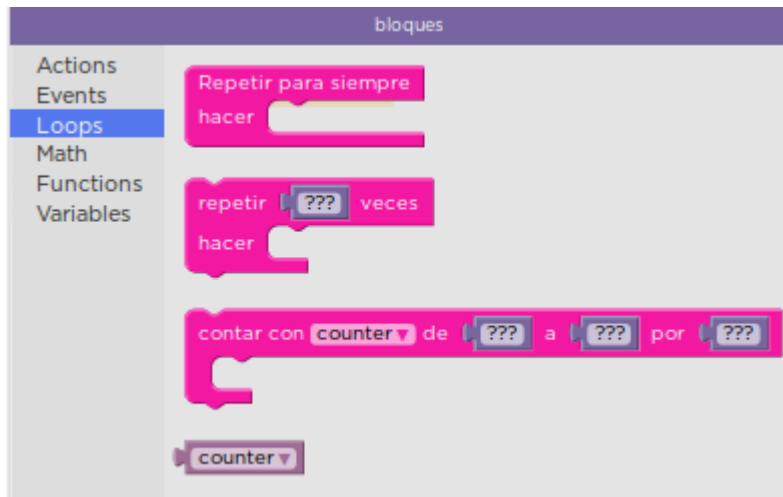 bloques
Actions
Events
Loops
Math
Functions
Variables
Repetir para siempre
hacer
repetir ??? veces
hacer
contar con counter ▼ de ??? a ??? por ???
counter ▼